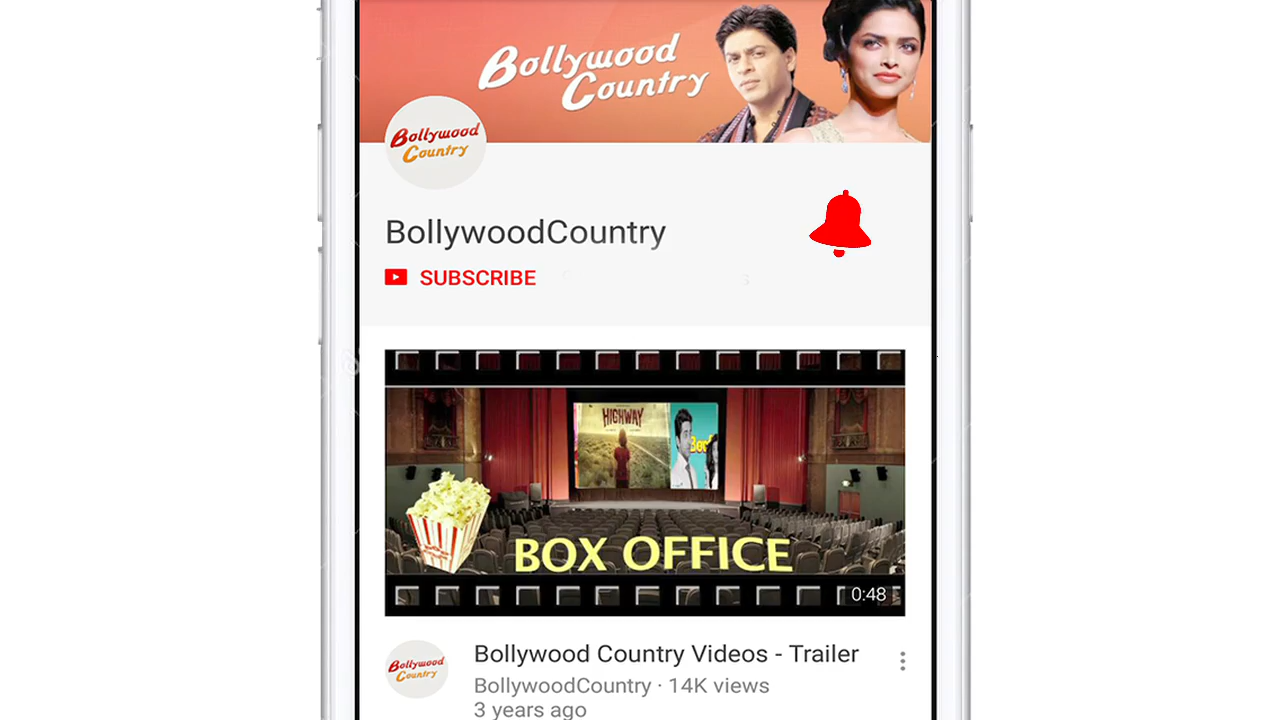 Bollywood
Country
Bollywood
Country
BollywoodCountry
SUBSCRIBE
HIGHWAY
BOX OFFICE
0:48
Bollywood
Country
Bollywood Country Videos - Trailer
BollywoodCountry · 14K views
3 years ago